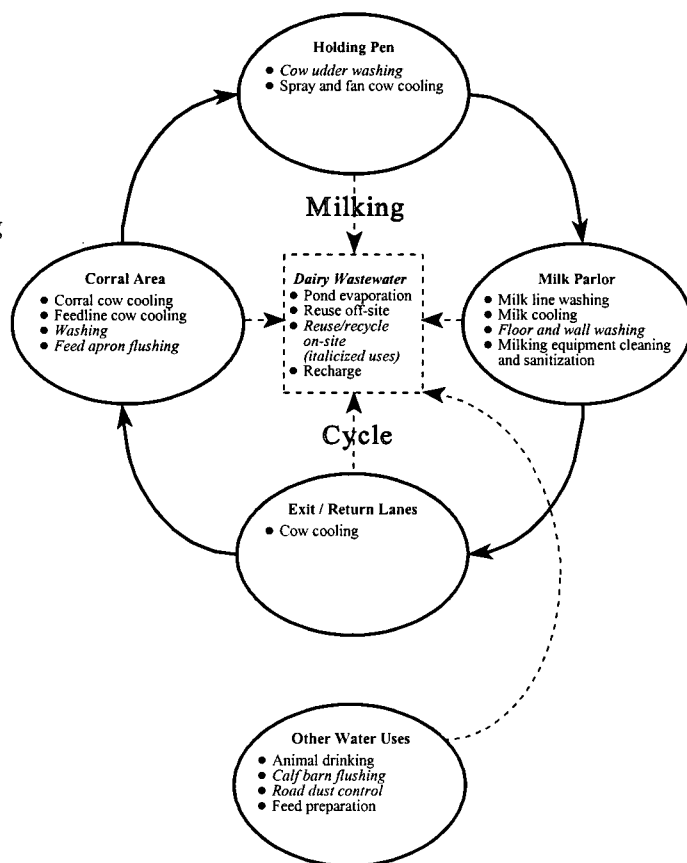 Holding Pen
● Cow udder washing
● Spray and fan cow cooling
Milking
g
Corral Area
● Corral cow cooling
● Feedline cow cooling
● Washing
● Feed apron flushing
Dairy Wastewater
● Pond evaporation
● Reuse off-site
● Reuse/recycle
on-site
(italicized uses)
● Recharge
Milk Parlor
● Milk line washing
● Milk cooling
● Floor and wall washing
● Milking equipment cleaning
and sanitization
Cycle
Exit / Return Lanes
● Cow cooling
Other Water Uses
● Animal drinking
● Calf barn flushing
● Road dust control
● Feed preparation